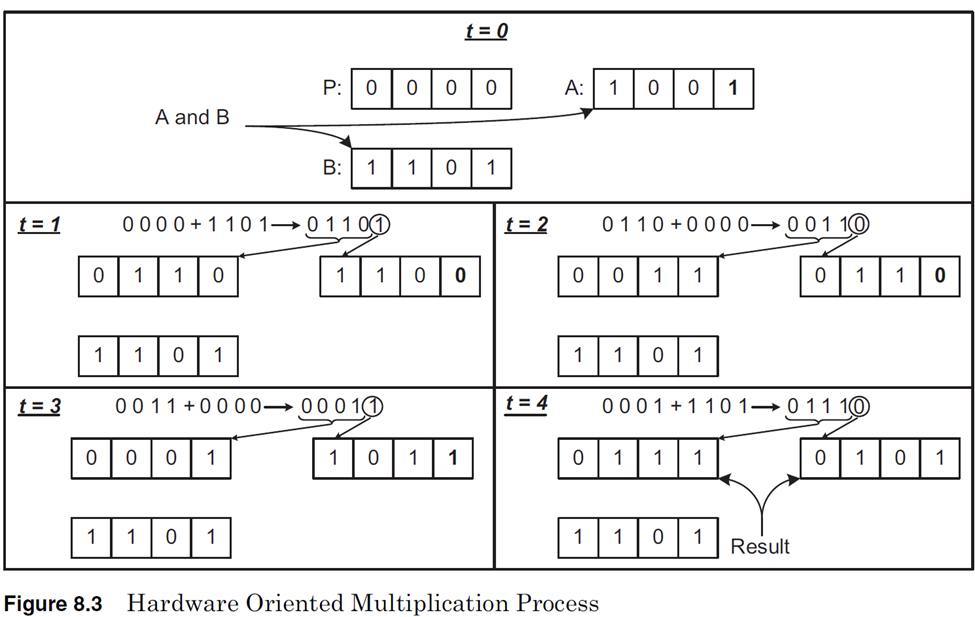 t = 0
P: 0 0 0 0 A: 1 0 0 1
A and B
B: 1 1 0 1
t = 1 0 0 0 0 + 1 1 0 1 → 0 1 1 0 1
0 1 1 0 1 1 0 0
1 1 0 1
t = 2 0 1 1 0 + 0 0 0 0 → 0 0 1 1 0
0 0 1 1 0 1 1 0
1 1 0 1
t = 3 0 0 1 1 + 0 0 0 0 → 0 0 0 1 1
0 0 0 1 1 0 1 1
1 1 0 1
t = 4 0 0 0 1 + 1 1 0 1 → 0 1 1 1 0
0 1 1 1 0 1 0 1
1 1 0 1 Result
Figure 8.3 Hardware Oriented Multiplication Process